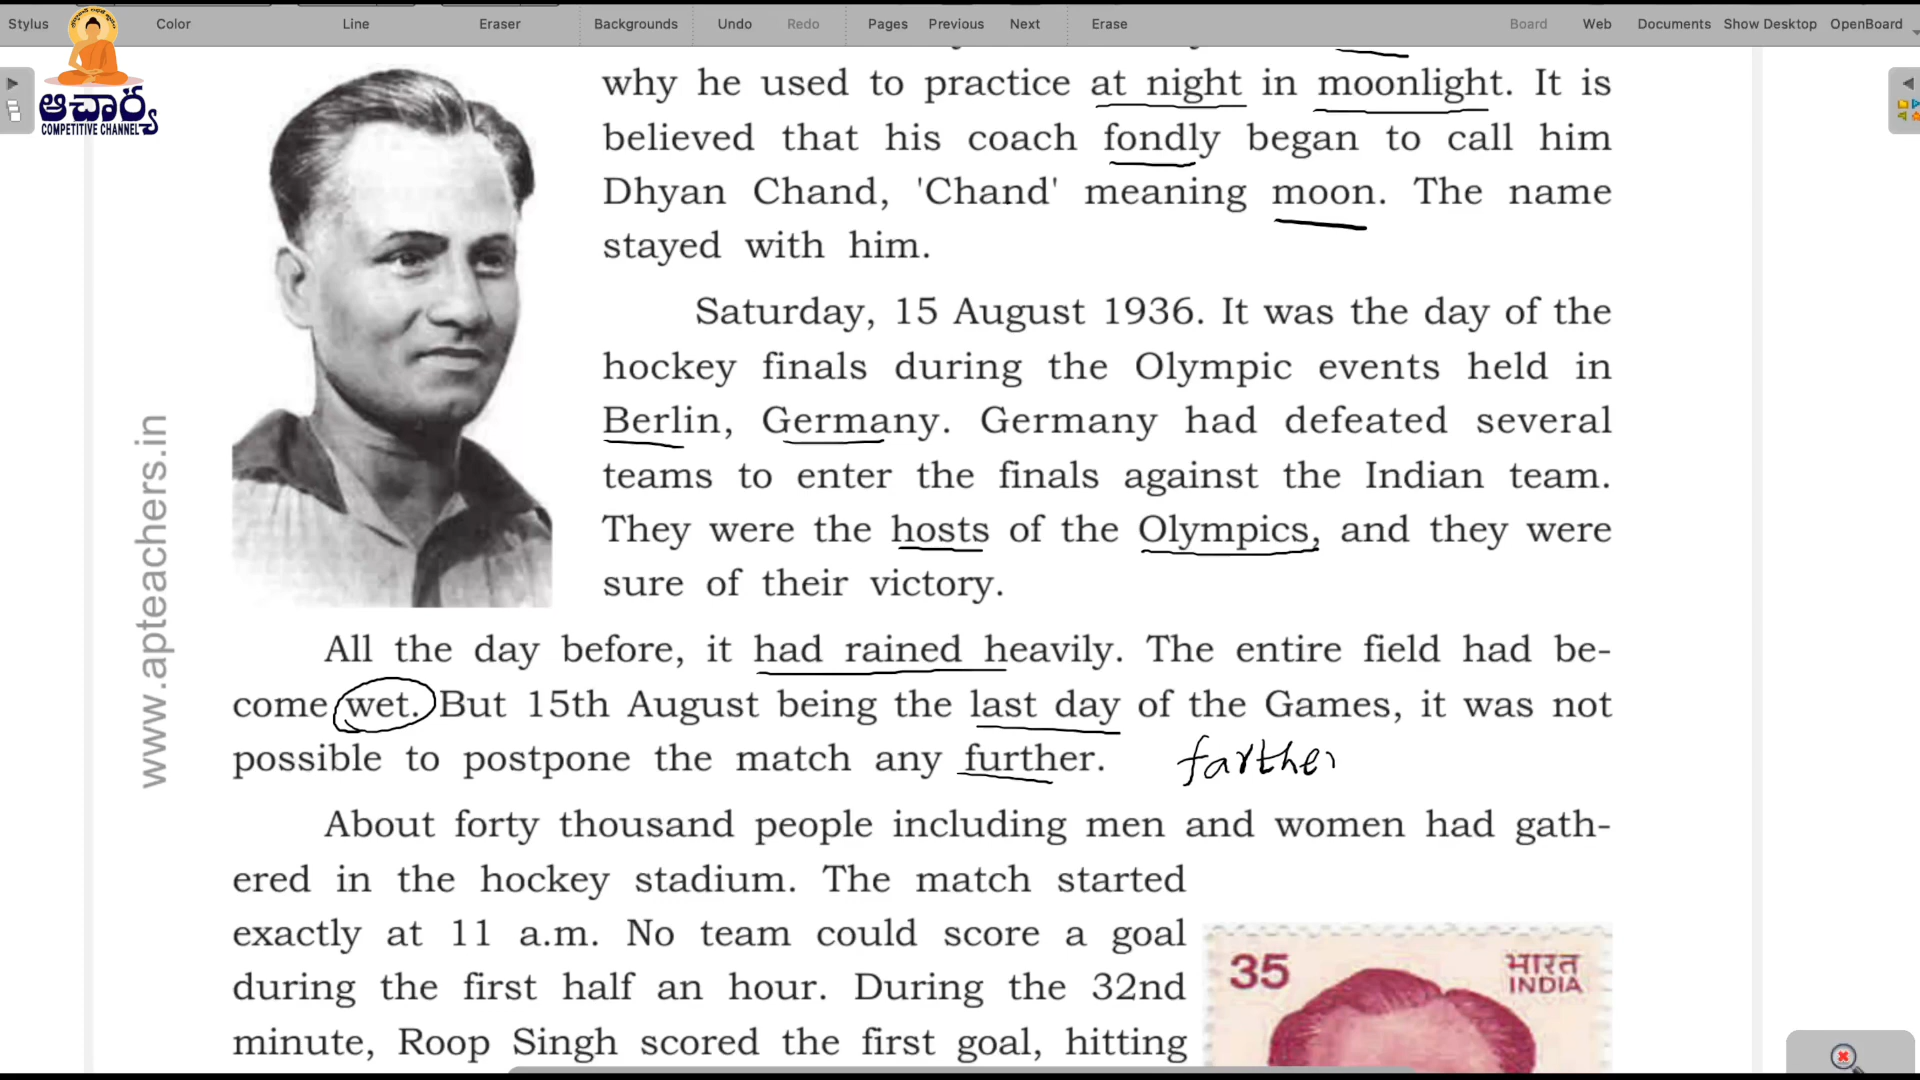 Stylus Color Line Eraser Backgrounds Undo Redo Pages Previous Next Erase Board Web Documents Show Desktop OpenBoard
ఆచార్య
COMPETITIVE CHANNEL
why he used to practice at night in moonlight. It is
believed that his coach fondly began to call him
Dhyan Chand, 'Chand' meaning moon. The name
stayed with him.
Saturday, 15 August 1936. It was the day of the
hockey finals during the Olympic events held in
Berlin, Germany. Germany had defeated several
teams to enter the finals against the Indian team.
They were the hosts of the Olympics, and they were
sure of their victory.
www.apteachers.in
All the day before, it had rained heavily. The entire field had be-
come wet. But 15th August being the last day of the Games, it was not
possible to postpone the match any further. farther
About forty thousand people including men and women had gath-
ered in the hockey stadium. The match started
exactly at 11 a.m. No team could score a goal
during the first half an hour. During the 32nd
minute, Roop Singh scored the first goal, hitting
35 भारत
INDIA